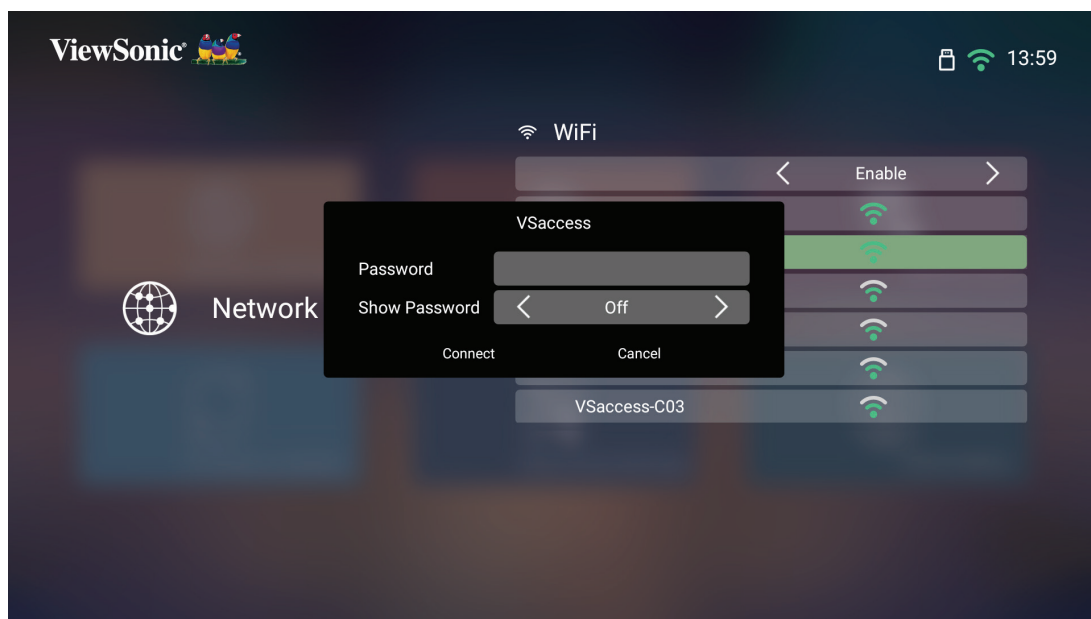 ViewSonic®
13:59
WiFi
Enable
VSaccess
Password
Network
Show Password
Off
Connect
Cancel
VSaccess-C03